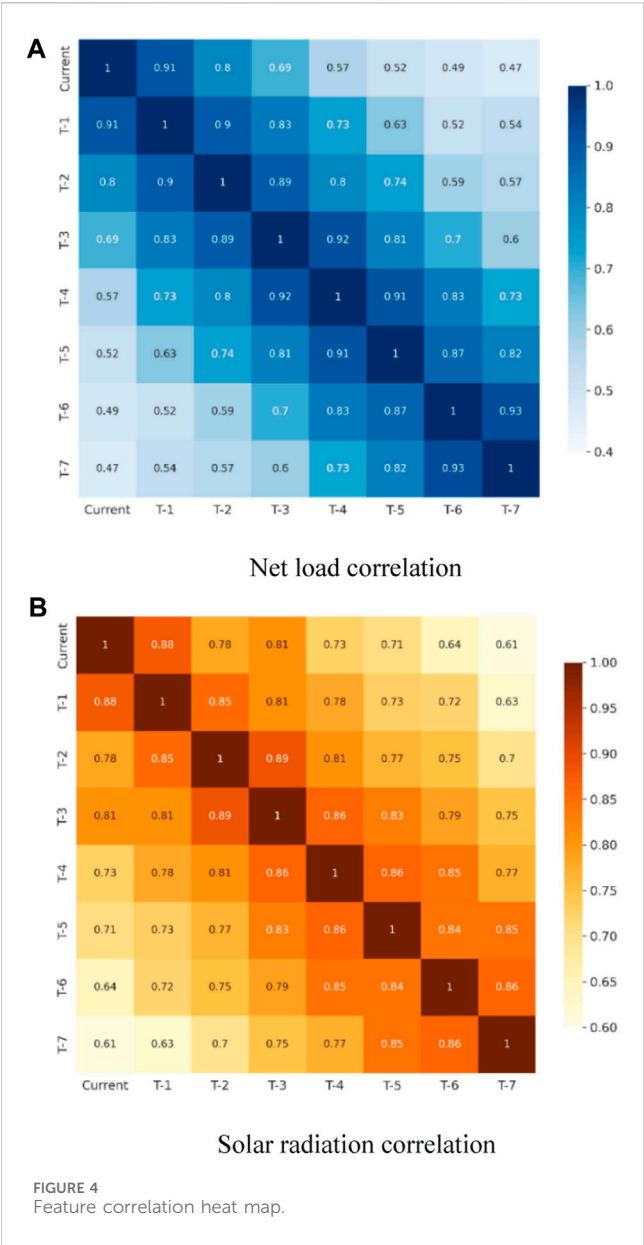 A
Current 1 0.91 0.8 0.69 0.57 0.52 0.49 0.47
T-1 0.91 1 0.9 0.83 0.73 0.63 0.52 0.54
T-2 0.8 0.9 1 0.89 0.8 0.74 0.59 0.57
T-3 0.69 0.83 0.89 1 0.92 0.81 0.7 0.6
T-4 0.57 0.73 0.8 0.92 1 0.91 0.83 0.73
T-5 0.52 0.63 0.74 0.81 0.91 1 0.87 0.82
T-6 0.49 0.52 0.59 0.7 0.83 0.87 1 0.93
T-7 0.47 0.54 0.57 0.6 0.73 0.82 0.93 1
Current T-1 T-2 T-3 T-4 T-5 T-6 T-7
1.0
0.9
0.8
0.7
0.6
0.5
0.4
Net load correlation
B
Current 1 0.88 0.78 0.81 0.73 0.71 0.64 0.61
T-1 0.88 1 0.85 0.81 0.78 0.73 0.72 0.63
T-2 0.78 0.85 1 0.89 0.81 0.77 0.75 0.7
T-3 0.81 0.81 0.89 1 0.86 0.83 0.79 0.75
T-4 0.73 0.78 0.81 0.86 1 0.86 0.85 0.77
T-5 0.71 0.73 0.77 0.83 0.86 1 0.84 0.85
T-6 0.64 0.72 0.75 0.79 0.85 0.84 1 0.86
T-7 0.61 0.63 0.7 0.75 0.77 0.85 0.86 1
Current T-1 T-2 T-3 T-4 T-5 T-6 T-7
1.00
0.95
0.90
0.85
0.80
0.75
0.70
0.65
0.60
Solar radiation correlation
FIGURE 4
Feature correlation heat map.